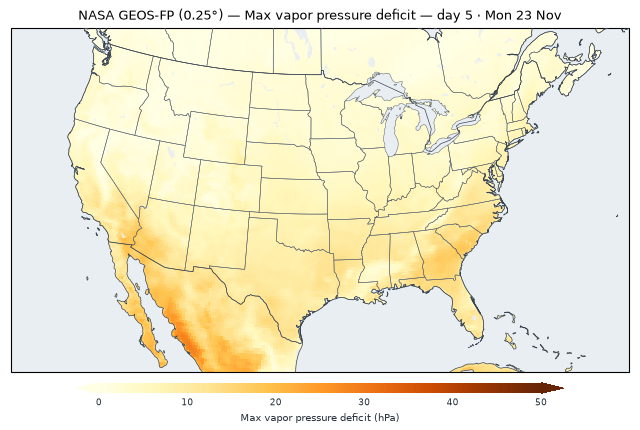 NASA GEOS-FP (0.25°) — Max vapor pressure deficit — day 5 · Mon 23 Nov
0 10 20 30 40 50
Max vapor pressure deficit (hPa)